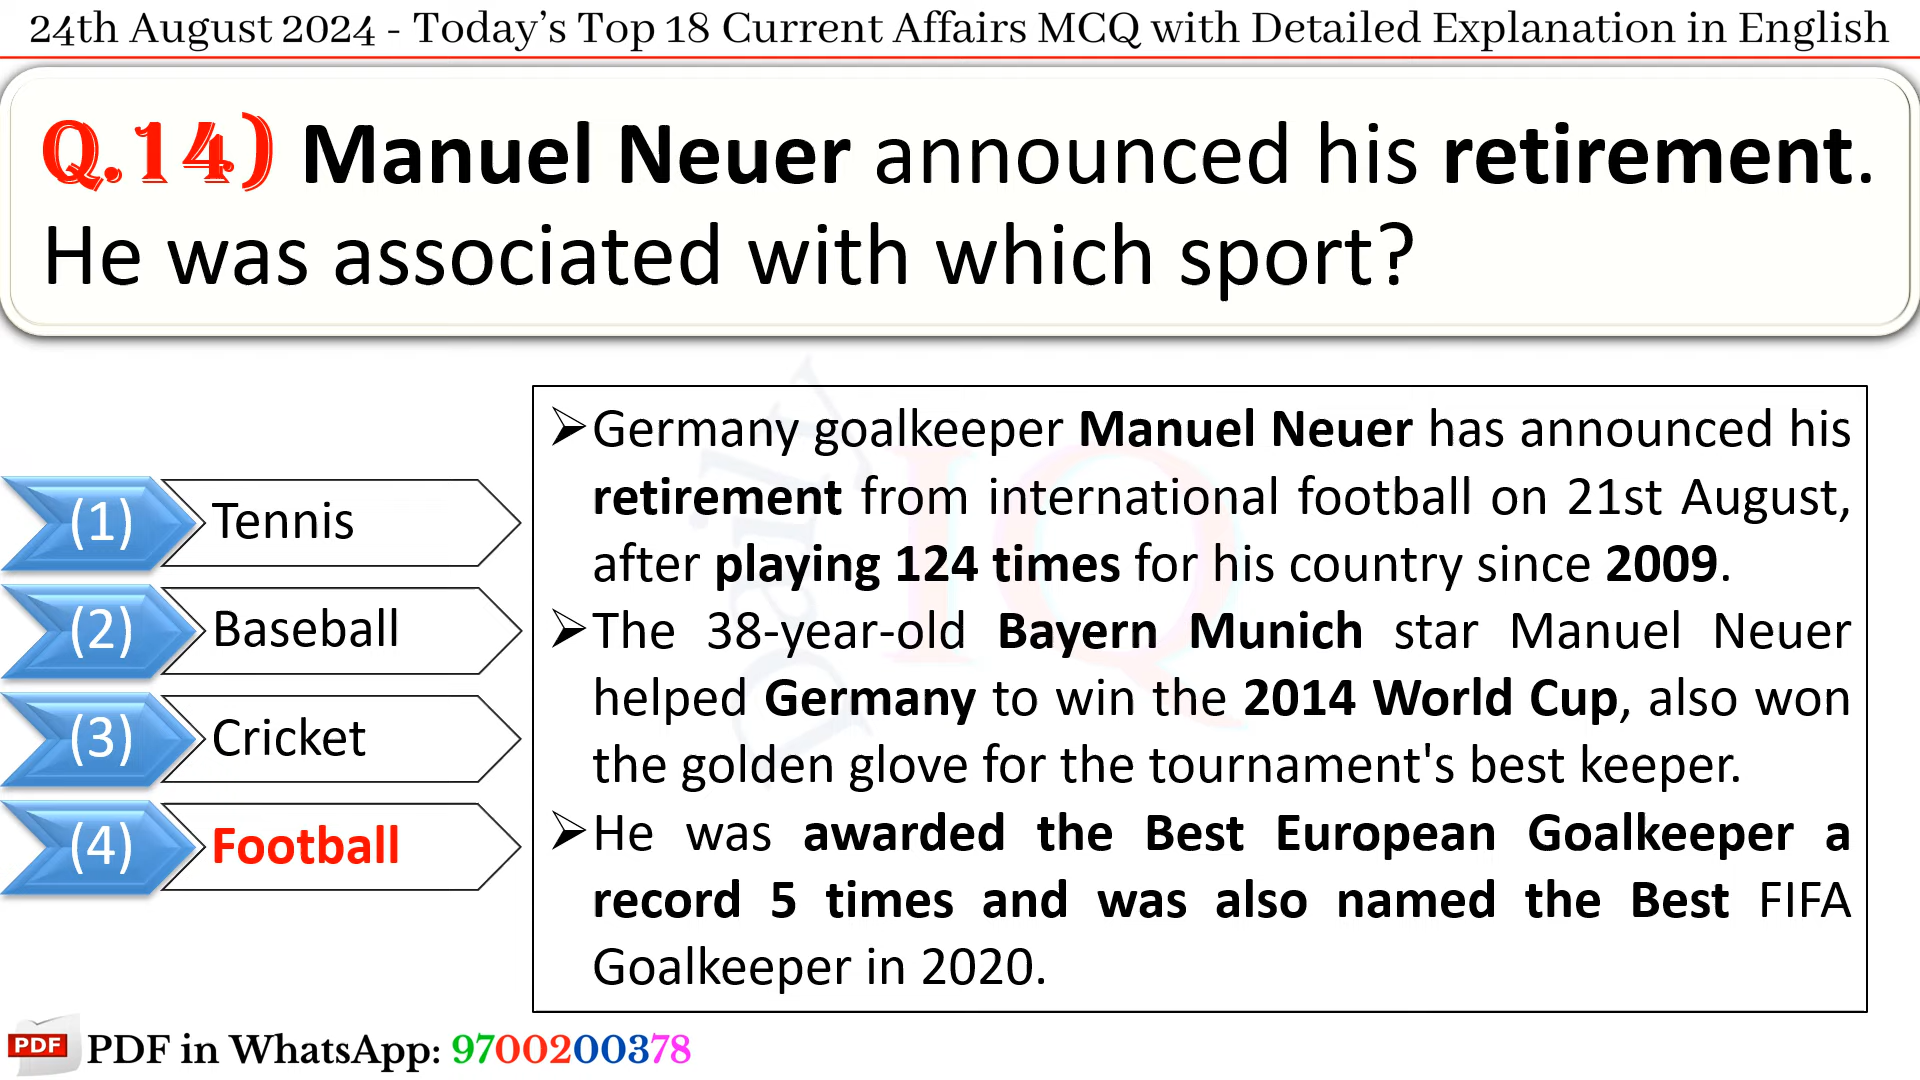 24th August 2024 - Today’s Top 18 Current Affairs MCQ with Detailed Explanation in English
Q.14) Manuel Neuer announced his retirement.
He was associated with which sport?
(1) Tennis
(2) Baseball
(3) Cricket
(4) Football
➢Germany goalkeeper Manuel Neuer has announced his
retirement from international football on 21st August,
after playing 124 times for his country since 2009.
➢The 38-year-old Bayern Munich star Manuel Neuer
helped Germany to win the 2014 World Cup, also won
the golden glove for the tournament's best keeper.
➢He was awarded the Best European Goalkeeper a
record 5 times and was also named the Best FIFA
Goalkeeper in 2020.
Daily IQ
PDF PDF in WhatsApp: 9700200378